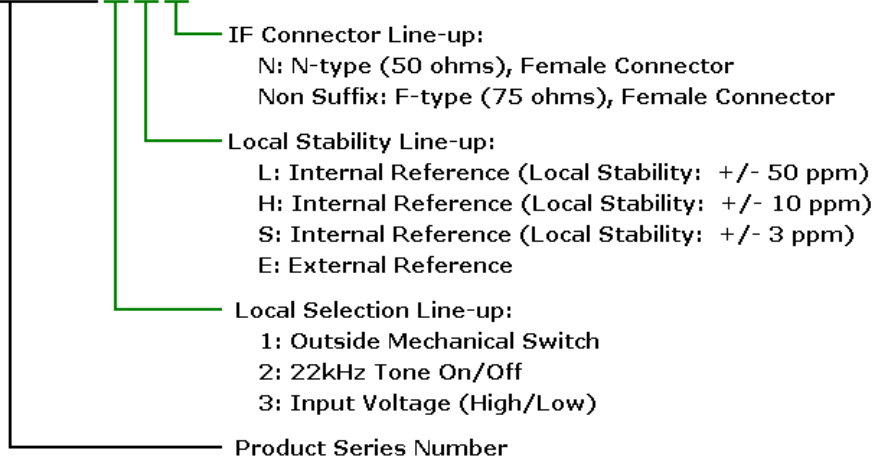 IF Connector Line-up:
N: N-type (50 ohms), Female Connector
Non Suffix: F-type (75 ohms), Female Connector
Local Stability Line-up:
L: Internal Reference (Local Stability: +/- 50 ppm)
H: Internal Reference (Local Stability: +/- 10 ppm)
S: Internal Reference (Local Stability: +/- 3 ppm)
E: External Reference
Local Selection Line-up:
1: Outside Mechanical Switch
2: 22kHz Tone On/Off
3: Input Voltage (High/Low)
Product Series Number